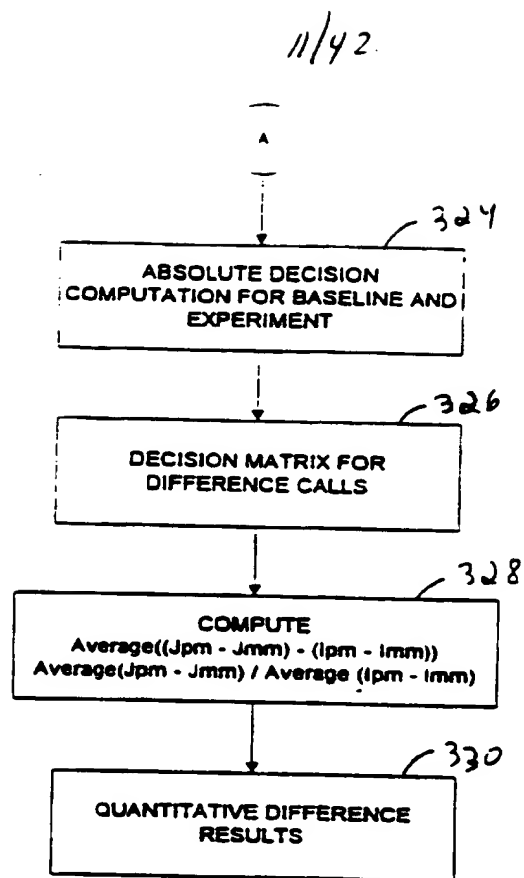 11/42
A
324
ABSOLUTE DECISION
COMPUTATION FOR BASELINE AND
EXPERIMENT
326
DECISION MATRIX FOR
DIFFERENCE CALLS
328
COMPUTE
Average((Jpm - Jmm) - (Ipm - Imm))
Average(Jpm - Jmm) / Average (Ipm - Imm)
330
QUANTITATIVE DIFFERENCE
RESULTS